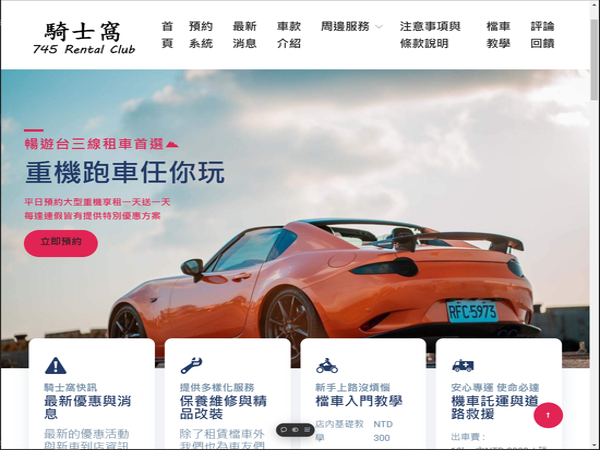 騎士窩
745 Rental Club
首頁
預約系統
最新消息
車款介紹
周邊服務
注意事項與條款說明
檔車教學
評論回饋
暢遊台三線租車首選
重機跑車任你玩
平日預約大型重機享租一天送一天
每逢連假皆有提供特別優惠方案
立即預約
RFC5973
騎士窩快訊
最新優惠與消息
最新的優惠活動
與新車到店資訊
提供多樣化服務
保養維修與精品改裝
除了租賃檔車外
我們也為車友們
新手上路沒煩惱
檔車入門教學
店內基礎教學
NTD 300
安心專運 使命必達
機車託運與道路救援
出車費：